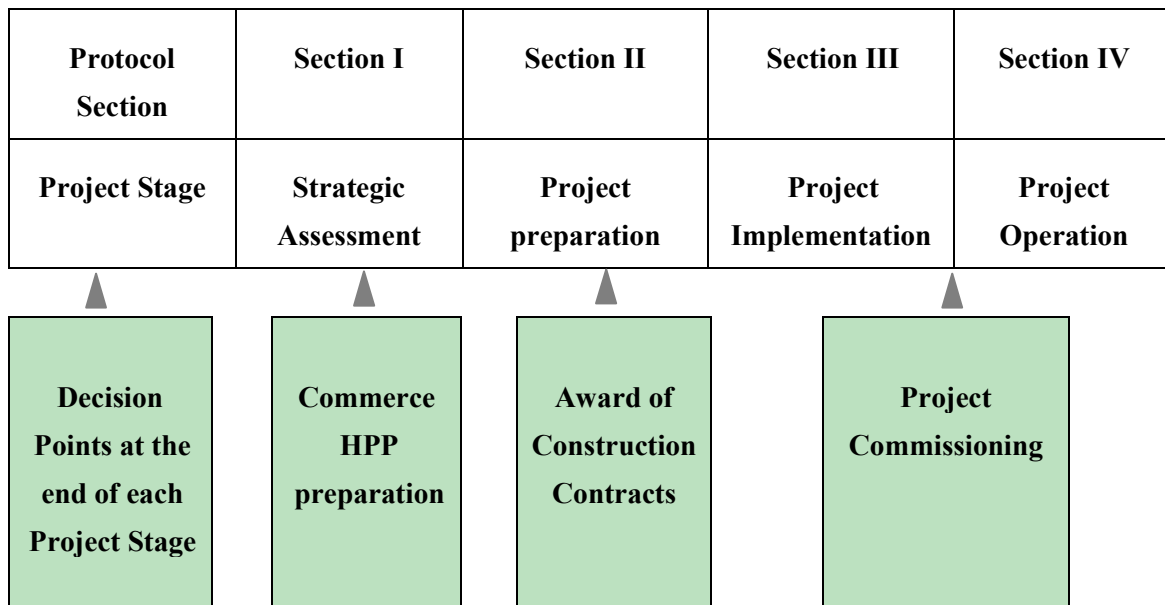 Protocol
Section
Section I
Section II
Section III
Section IV
Project Stage
Strategic
Assessment
Project
preparation
Project
Implementation
Project
Operation
Decision
Points at the
end of each
Project Stage
Commerce
HPP
preparation
Award of
Construction
Contracts
Project
Commissioning